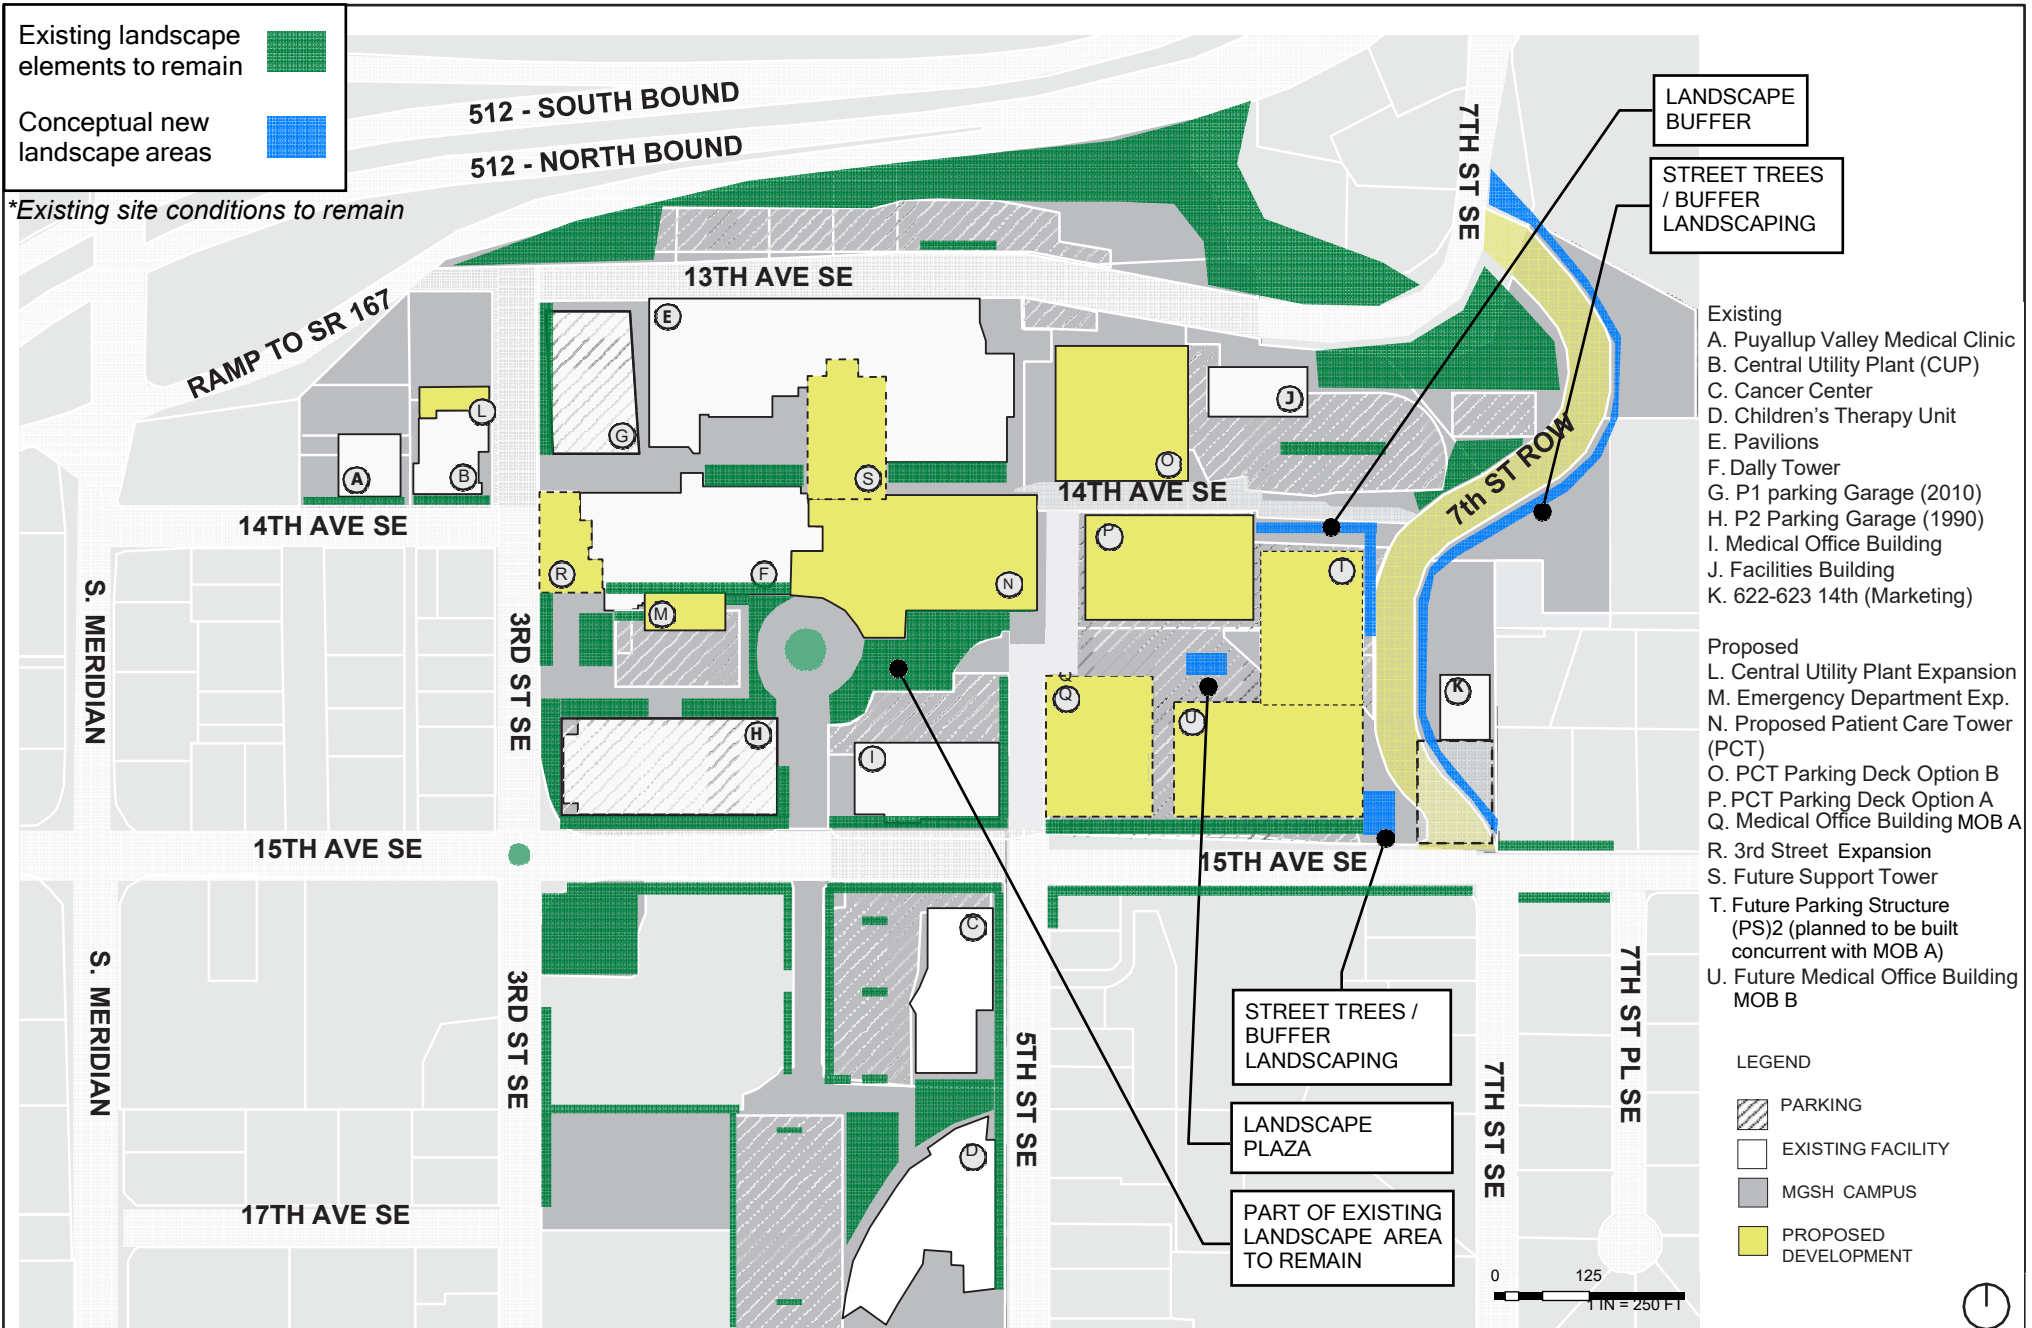 Existing landscape
elements to remain
Conceptual new
landscape areas
*Existing site conditions to remain
512 - SOUTH BOUND
512 - NORTH BOUND
RAMP TO SR 167
13TH AVE SE
7TH ST SE
LANDSCAPE
BUFFER
STREET TREES
/ BUFFER
LANDSCAPING
E
G
L
A
B
S
O
J
14TH AVE SE
14TH AVE SE
7th ST ROW
R
F
M
N
P
T
Q
Q
U
K
H
I
S. MERIDIAN
3RD ST SE
15TH AVE SE
15TH AVE SE
C
D
S. MERIDIAN
3RD ST SE
5TH ST SE
7TH ST SE
7TH ST PL SE
17TH AVE SE
STREET TREES /
BUFFER
LANDSCAPING
LANDSCAPE
PLAZA
PART OF EXISTING
LANDSCAPE AREA
TO REMAIN
Existing
A. Puyallup Valley Medical Clinic
B. Central Utility Plant (CUP)
C. Cancer Center
D. Children's Therapy Unit
E. Pavilions
F. Dally Tower
G. P1 parking Garage (2010)
H. P2 Parking Garage (1990)
I. Medical Office Building
J. Facilities Building
K. 622-623 14th (Marketing)
Proposed
L. Central Utility Plant Expansion
M. Emergency Department Exp.
N. Proposed Patient Care Tower
(PCT)
O. PCT Parking Deck Option B
P. PCT Parking Deck Option A
Q. Medical Office Building MOB A
R. 3rd Street Expansion
S. Future Support Tower
T. Future Parking Structure
(PS)2 (planned to be built
concurrent with MOB A)
U. Future Medical Office Building
MOB B
LEGEND
PARKING
EXISTING FACILITY
MGSH CAMPUS
PROPOSED
DEVELOPMENT
0 125
1 IN = 250 FT